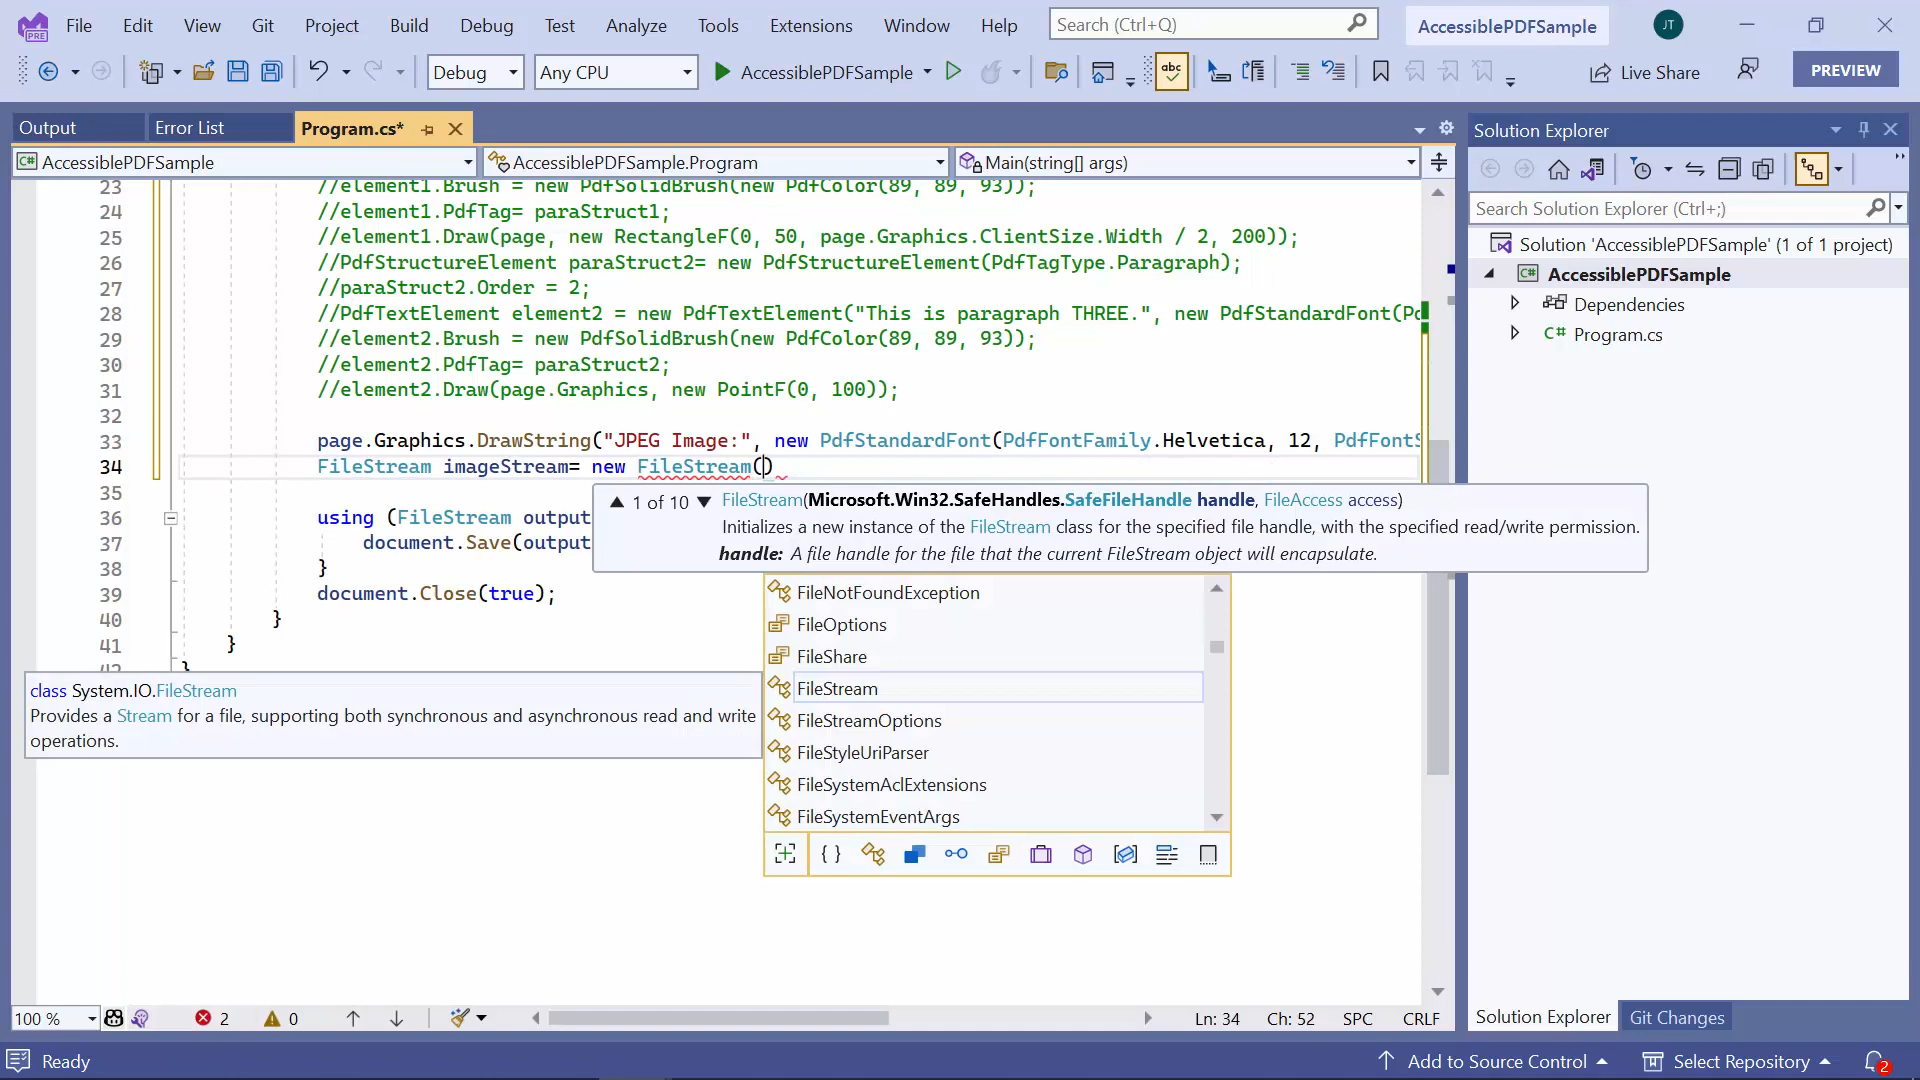 PRE File Edit View Git Project Build Debug Test Analyze Tools Extensions Window Help Search (Ctrl+Q) AccessiblePDFSample JT
Debug Any CPU AccessiblePDFSample abc Live Share PREVIEW
Output Error List Program.cs*
C# AccessiblePDFSample AccessiblePDFSample.Program Main(string[] args)
23 //element1.Brush = new PdfSolidBrush(new PdfColor(89, 89, 93));
24 //element1.PdfTag= paraStruct1;
25 //element1.Draw(page, new RectangleF(0, 50, page.Graphics.ClientSize.Width / 2, 200));
26 //PdfStructureElement paraStruct2= new PdfStructureElement(PdfTagType.Paragraph);
27 //paraStruct2.Order = 2;
28 //PdfTextElement element2 = new PdfTextElement("This is paragraph THREE.", new PdfStandardFont(Pd
29 //element2.Brush = new PdfSolidBrush(new PdfColor(89, 89, 93));
30 //element2.PdfTag= paraStruct2;
31 //element2.Draw(page.Graphics, new PointF(0, 100));
32
33 page.Graphics.DrawString("JPEG Image:", new PdfStandardFont(PdfFontFamily.Helvetica, 12, PdfFontS
34 FileStream imageStream= new FileStream()
35
36 using (FileStream output
37 document.Save(output
38 }
39 document.Close(true);
40 }
41 }
42 }
1 of 10 FileStream(Microsoft.Win32.SafeHandles.SafeFileHandle handle, FileAccess access)
Initializes a new instance of the FileStream class for the specified file handle, with the specified read/write permission.
handle: A file handle for the file that the current FileStream object will encapsulate.
FileNotFoundException
FileOptions
FileShare
FileStream
FileStreamOptions
FileStyleUriParser
FileSystemAclExtensions
FileSystemEventArgs
class System.IO.FileStream
Provides a Stream for a file, supporting both synchronous and asynchronous read and write
operations.
Solution Explorer
Search Solution Explorer (Ctrl+;)
Solution 'AccessiblePDFSample' (1 of 1 project)
C# AccessiblePDFSample
Dependencies
C# Program.cs
100 % 2 0 Ln: 34 Ch: 52 SPC CRLF
Solution Explorer Git Changes
Ready Add to Source Control Select Repository 2